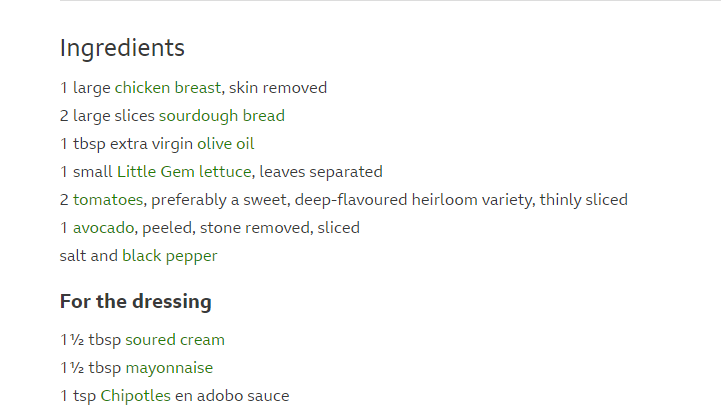 Ingredients
1 large chicken breast, skin removed
2 large slices sourdough bread
1 tbsp extra virgin olive oil
1 small Little Gem lettuce, leaves separated
2 tomatoes, preferably a sweet, deep-flavoured heirloom variety, thinly sliced
1 avocado, peeled, stone removed, sliced
salt and black pepper
For the dressing
1½ tbsp soured cream
1½ tbsp mayonnaise
1 tsp Chipotles en adobo sauce